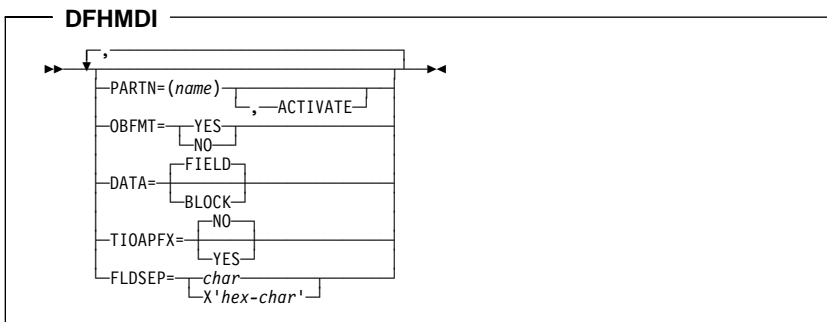 DFHMDI
,
PARTN=(name)
,
ACTIVATE
OBFMT=
YES
NO
FIELD
DATA=
BLOCK
NO
TIOAPFX=
YES
FLDSEP=
char
X'hex-char'